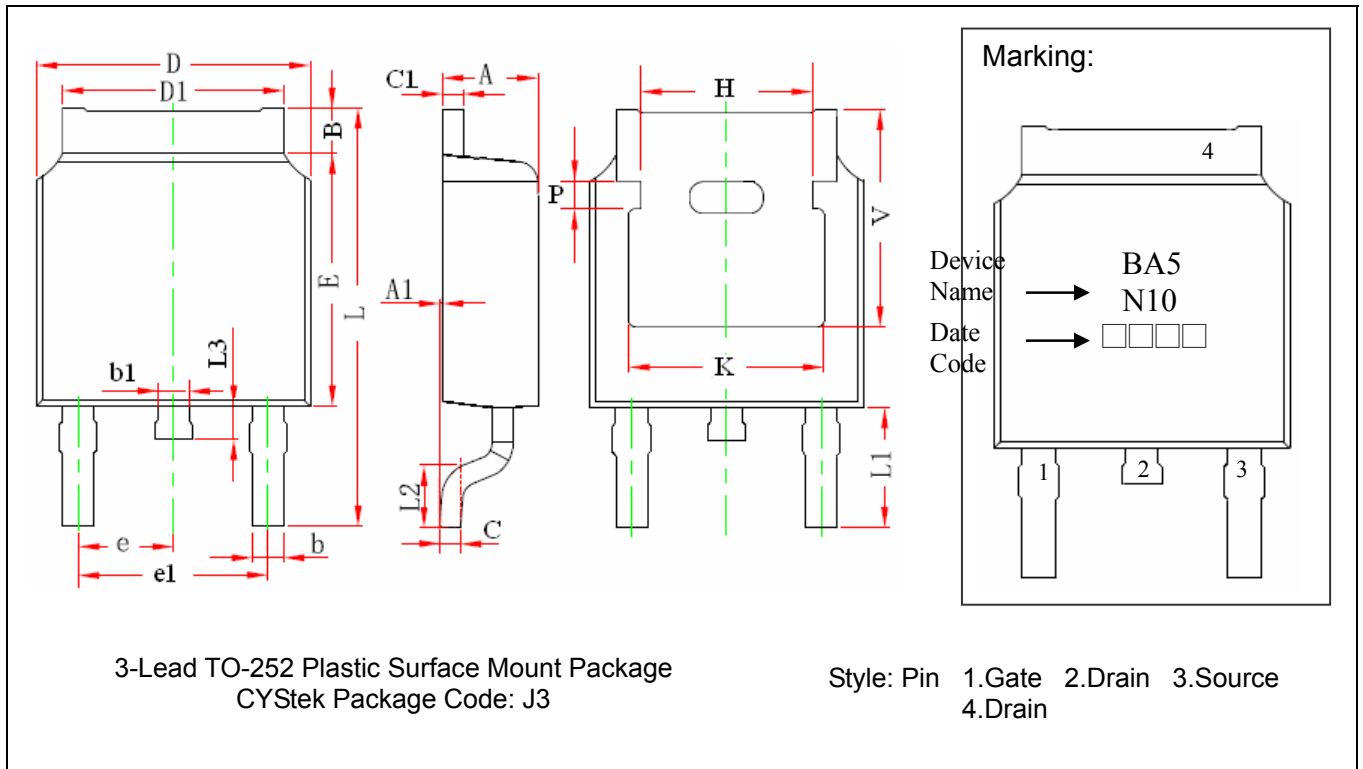 D
D1
B
E
L
L3
b1
e
e1
b
C1
A
A1
L2
C
H
P
V
K
L1
Marking:
4
Device
Name
BA5
N10
Date
Code
□□□□
1
2
3
3-Lead TO-252 Plastic Surface Mount Package
CYStek Package Code: J3
Style: Pin 1.Gate 2.Drain 3.Source
4.Drain